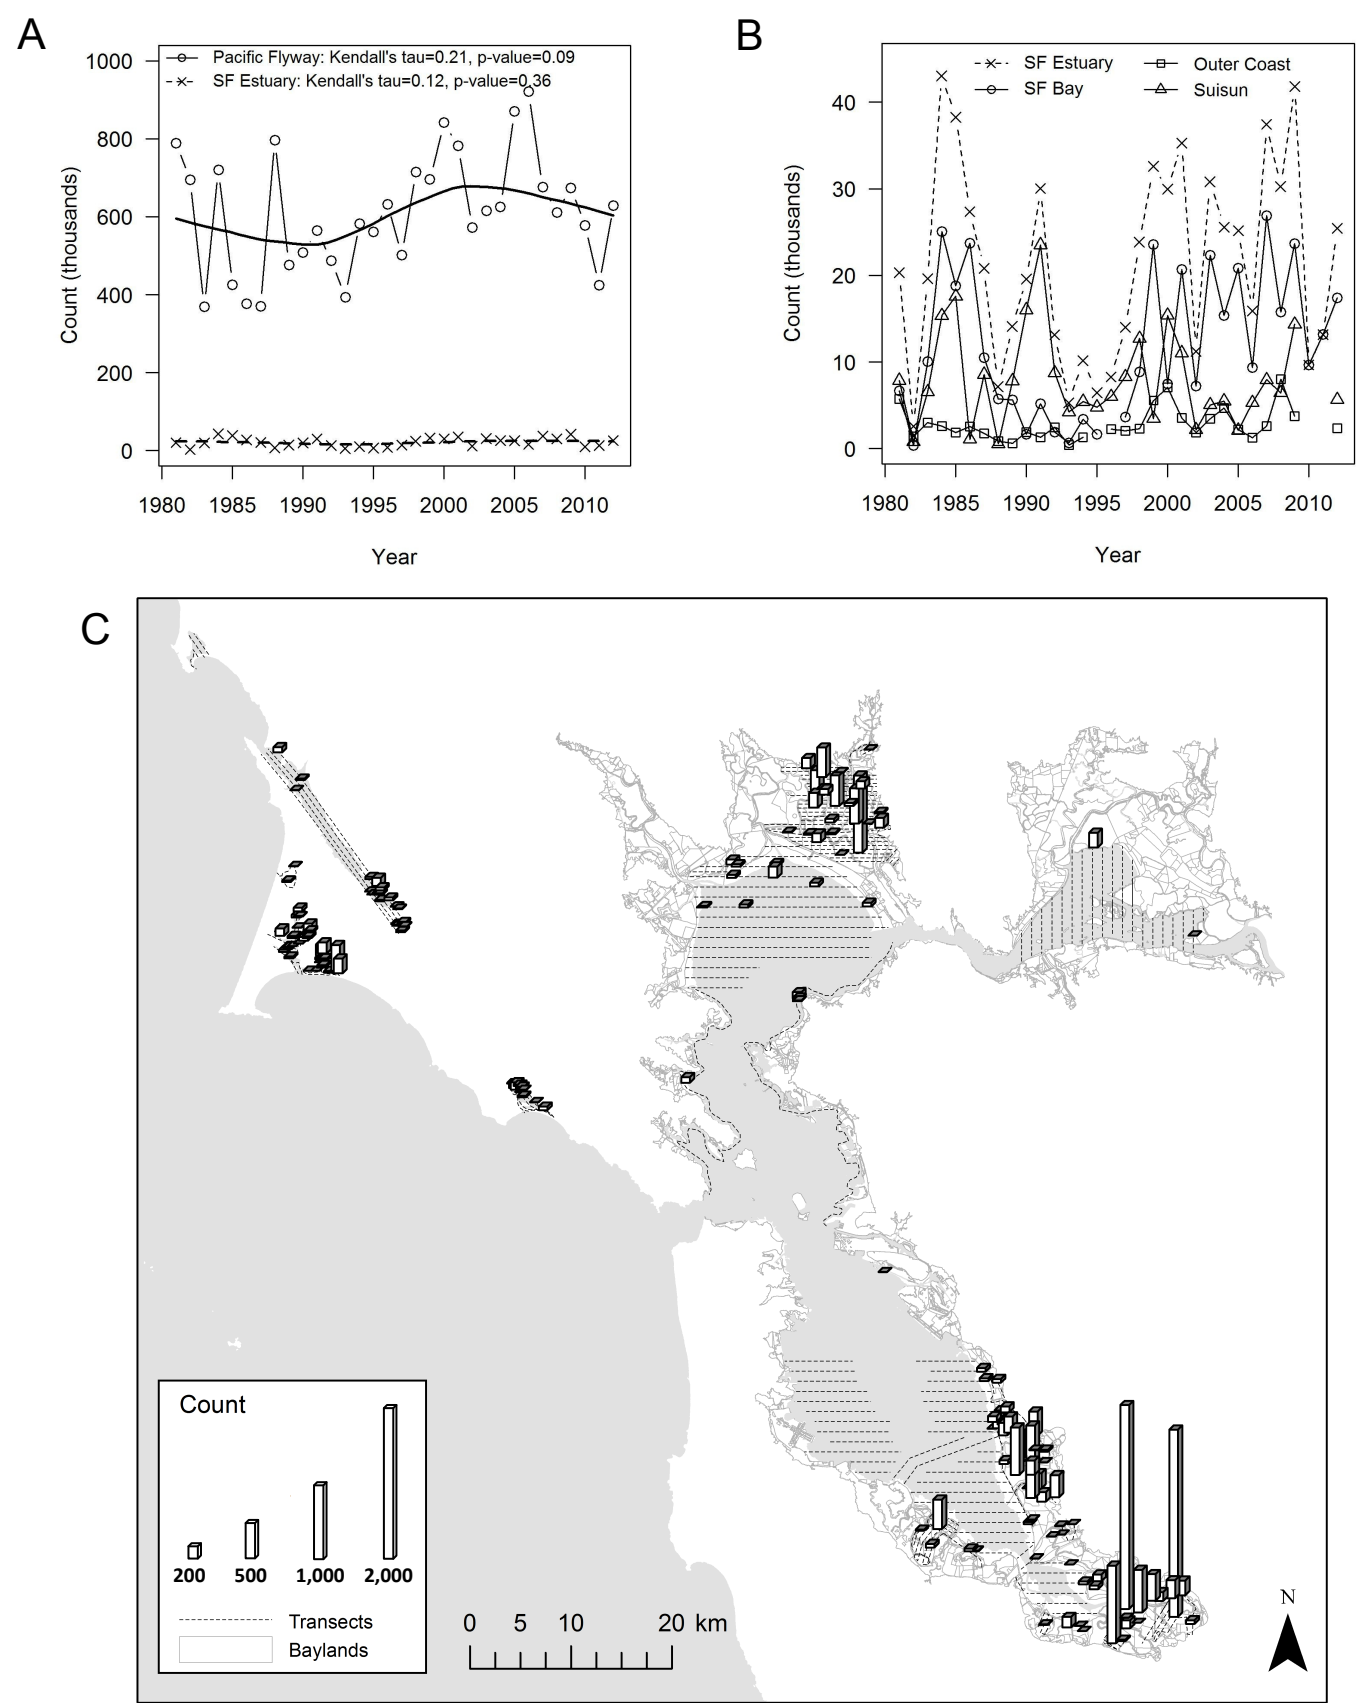 A
Pacific Flyway: Kendall's tau=0.21, p-value=0.09
SF Estuary: Kendall's tau=0.12, p-value=0.36
Count (thousands)
1000
800
600
400
200
0
1980 1985 1990 1995 2000 2005 2010
Year
B
SF Estuary
SF Bay
Outer Coast
Suisun
Count (thousands)
40
30
20
10
0
1980 1985 1990 1995 2000 2005 2010
Year
C
Count
200 500 1,000 2,000
Transects
Baylands
0 5 10 20 km
N